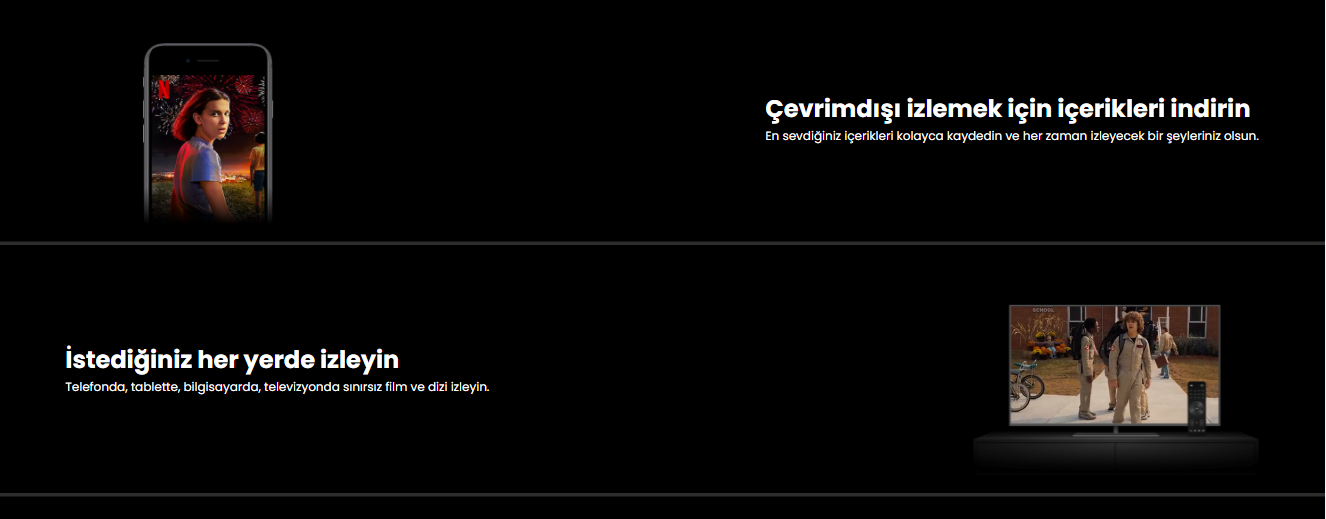 N
Çevrimdışı izlemek için içerikleri indirin
En sevdiğiniz içerikleri kolayca kaydedin ve her zaman izleyecek bir şeyleriniz olsun.
SCHOOL
İstediğiniz her yerde izleyin
Telefonda, tablette, bilgisayarda, televizyonda sınırsız film ve dizi izleyin.